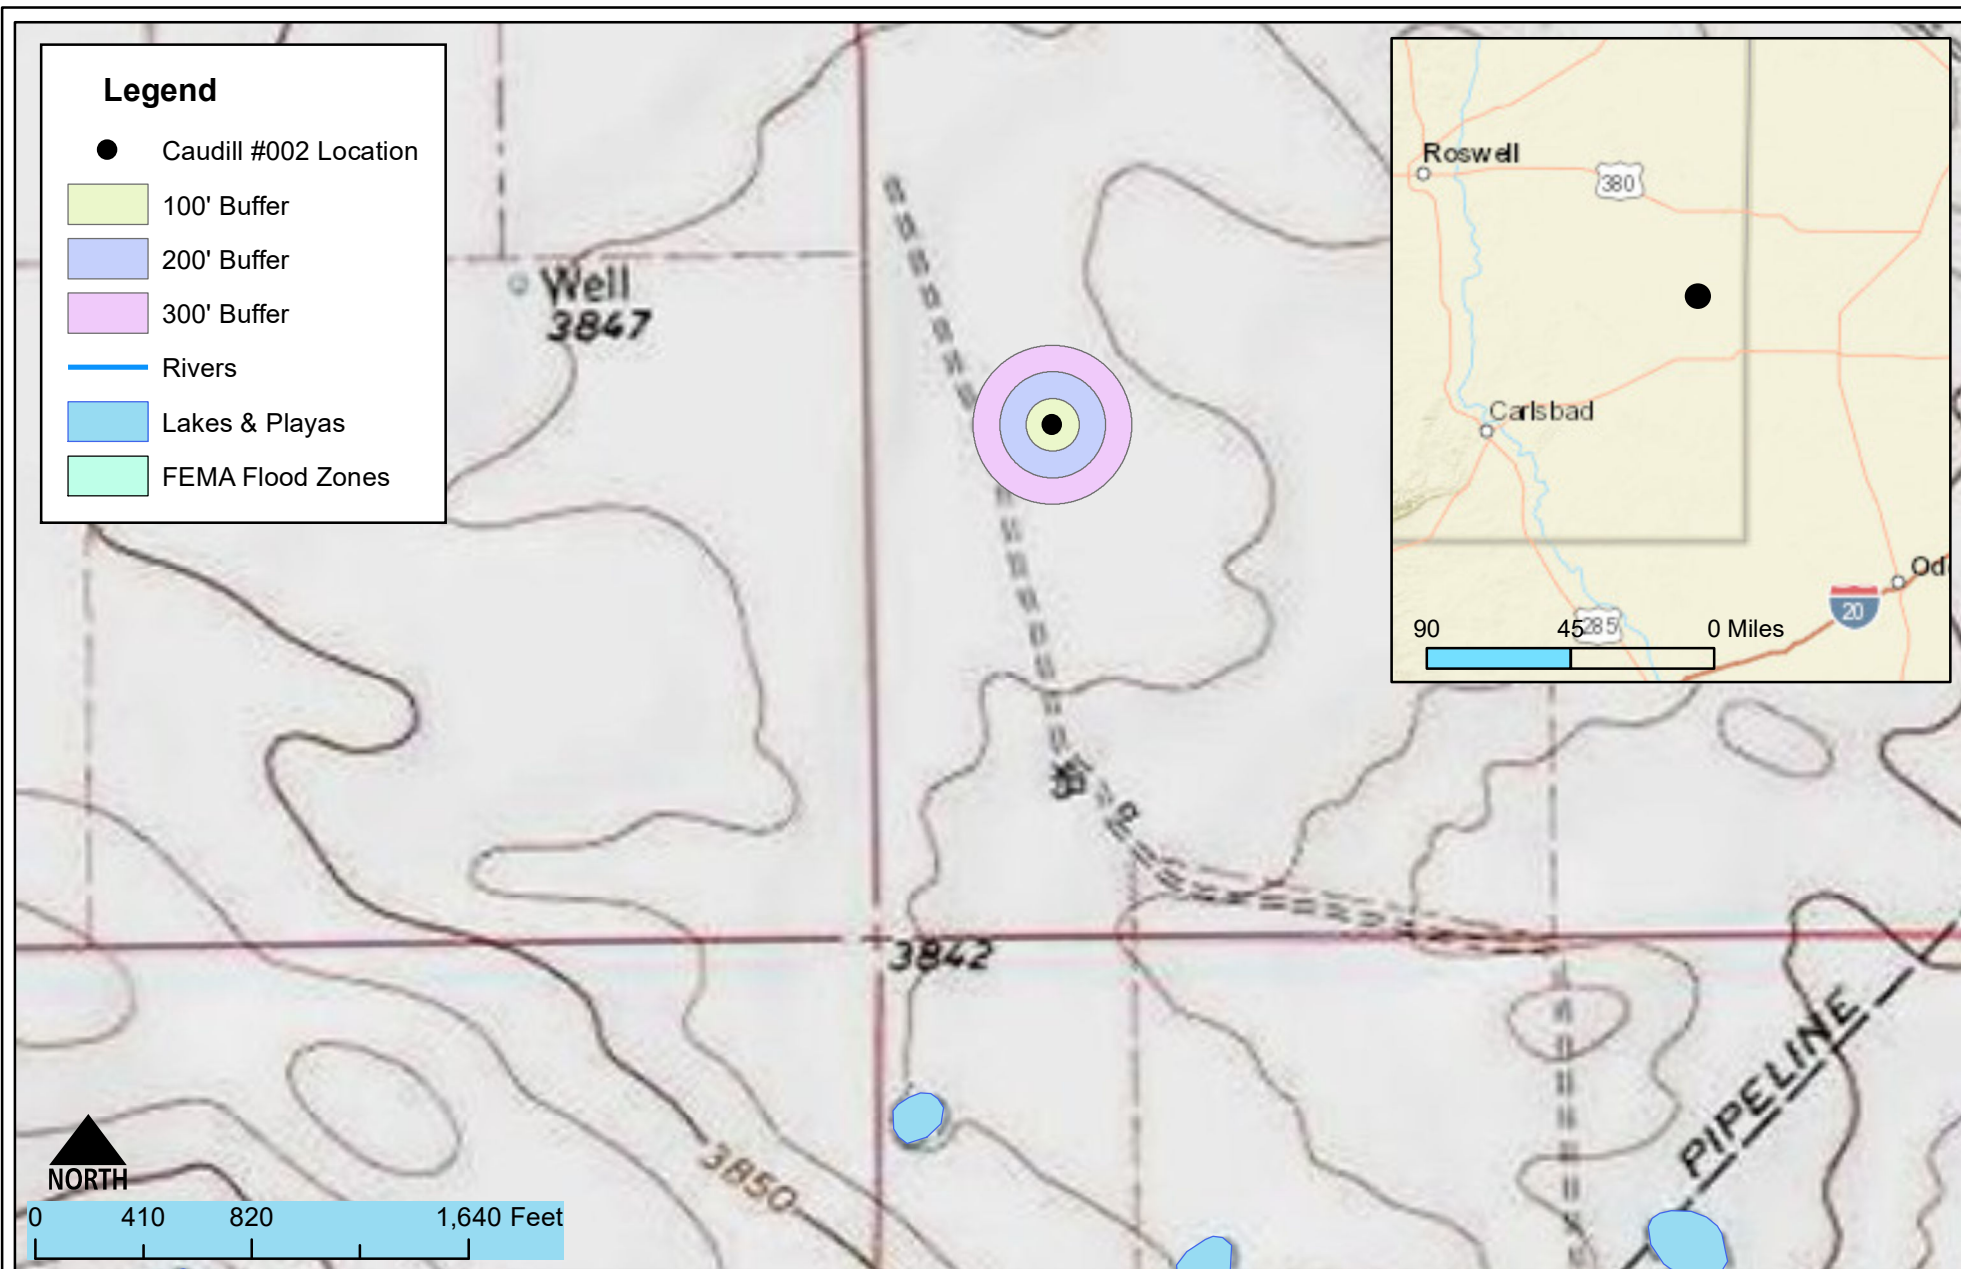 Legend
Caudill #002 Location
100' Buffer
200' Buffer
300' Buffer
Rivers
Lakes & Playas
FEMA Flood Zones
Well
3847
Roswell
380
Carlsbad
285
20
90 45 0 Miles
3842
3850
PIPELINE
NORTH
0 410 820 1,640 Feet